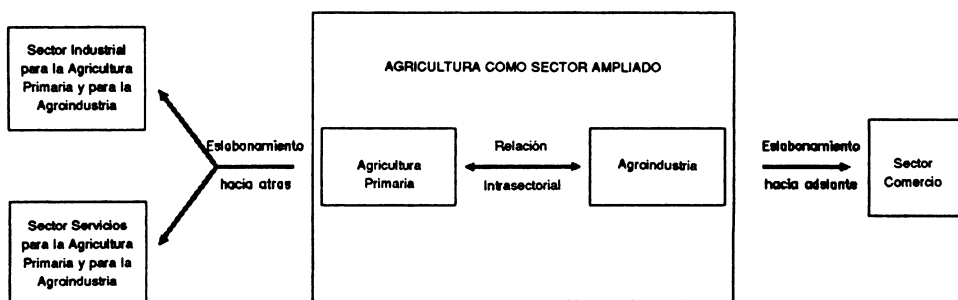 Sector Industrial
para la Agricultura
Primaria y para la
Agroindustria
Sector Servicios
para la Agricultura
Primaria y para la
Agroindustria
Eslabonamiento
hacia atras
AGRICULTURA COMO SECTOR AMPLIADO
Agricultura
Primaria
Relación
Intrasectorial
Agroindustria
Eslabonamiento
hacia adelante
Sector
Comercio